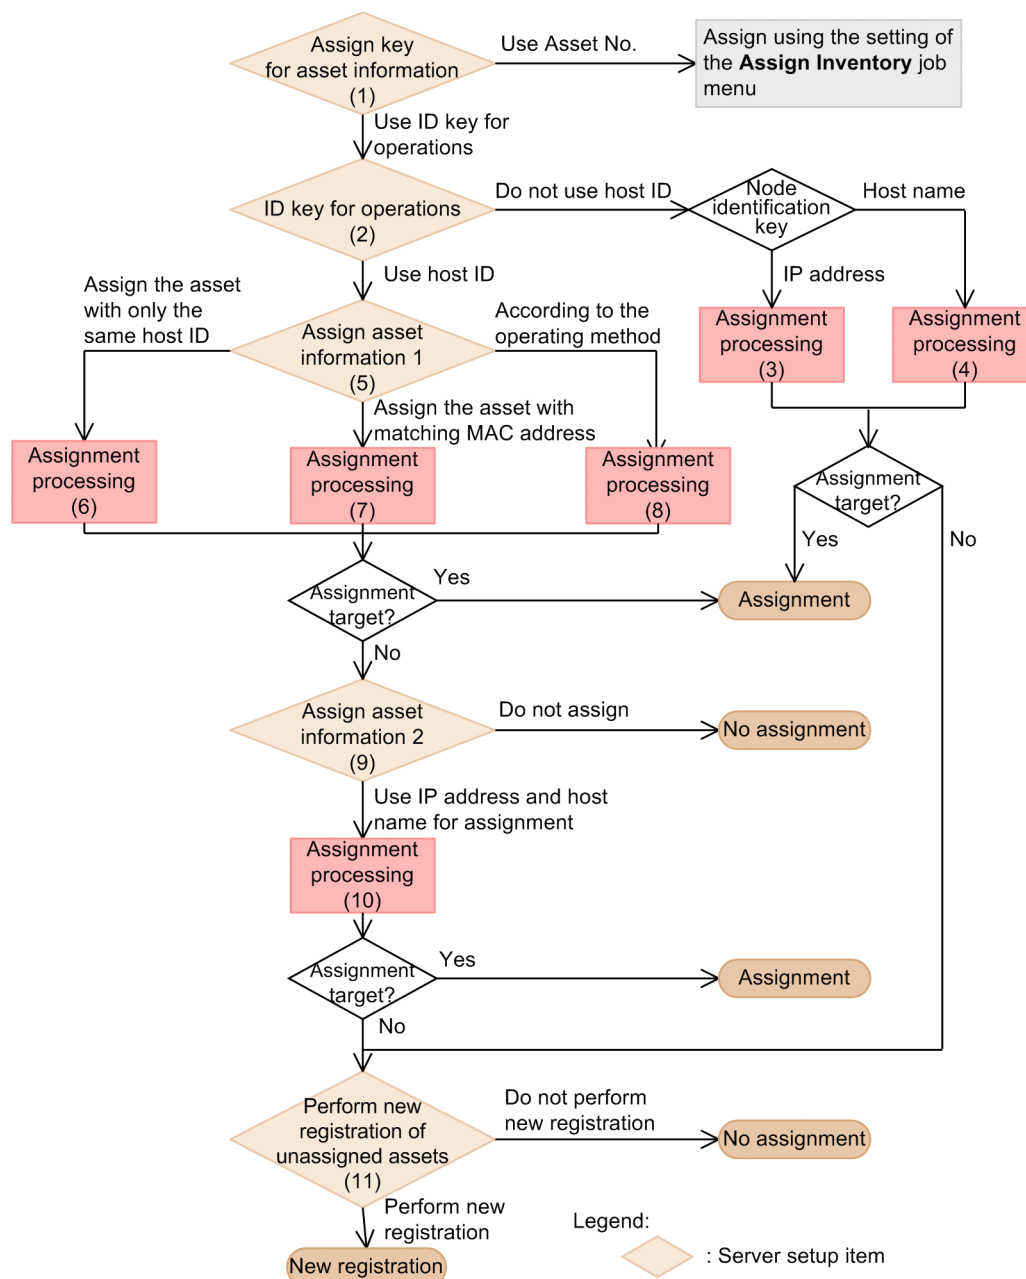 Assign key
for asset information
(1)
Use Asset No.
Assign using the setting of
the Assign Inventory job
menu
Use ID key for
operations
ID key for operations
(2)
Do not use host ID
Node
identification
key
Host name
IP address
Use host ID
Assign the asset
with only the
same host ID
Assign asset
information 1
(5)
According to the
operating method
Assignment
processing
(3)
Assignment
processing
(4)
Assign the asset with
matching MAC address
Assignment
processing
(6)
Assignment
processing
(7)
Assignment
processing
(8)
Assignment
target?
Yes
No
Assignment
target?
Yes
Assignment
No
Assign asset
information 2
(9)
Do not assign
No assignment
Use IP address and host
name for assignment
Assignment
processing
(10)
Assignment
target?
Yes
Assignment
No
Perform new
registration of
unassigned assets
(11)
Do not perform
new registration
No assignment
Perform new
registration
New registration
Legend:
: Server setup item